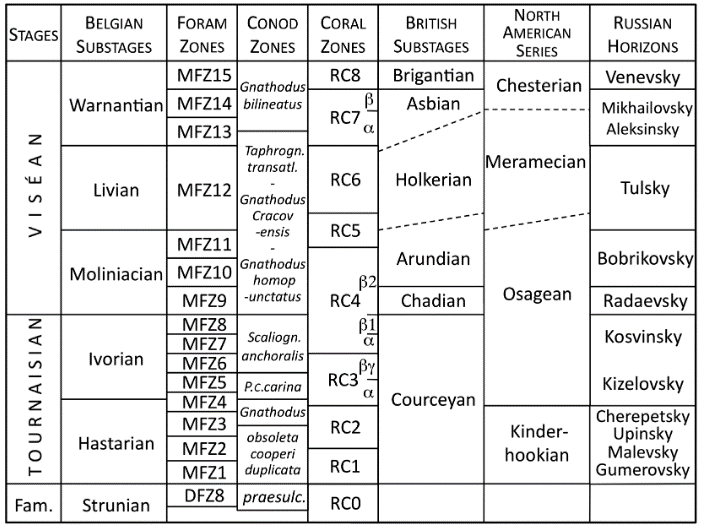 STAGES
BELGIAN
SUBSTAGES
FORAM
ZONES
CONOD
ZONES
CORAL
ZONES
BRITISH
SUBSTAGES
NORTH
AMERICAN
SERIES
RUSSIAN
HORIZONS
VISÉAN
TOURNAISIAN
Fam.
Warnantian
Livian
Moliniacian
Ivorian
Hastarian
Strunian
MFZ15
MFZ14
MFZ13
MFZ12
MFZ11
MFZ10
MFZ9
MFZ8
MFZ7
MFZ6
MFZ5
MFZ4
MFZ3
MFZ2
MFZ1
DFZ8
Gnathodus
bilineatus
Taphrogn.
transatl.
-
Gnathodus
Cracov
-ensis
-
Gnathodus
homop
-unctatus
Scaliogn.
anchoralis
P.c.carina
Gnathodus
obsoleta
cooperi
duplicata
praesulc.
RC8
RC7 β
α
RC6
RC5
RC4 β2
β1
α
RC3 βγ
α
RC2
RC1
RC0
Brigantian
Asbian
Holkerian
Arundian
Chadian
Courceyan
Chesterian
Meramecian
Osagean
Kinder-
hookian
Venevsky
Mikhailovsky
Aleksinsky
Tulsky
Bobrikovsky
Radaevsky
Kosvinsky
Kizelovsky
Cherepetsky
Upinsky
Malevsky
Gumerovsky